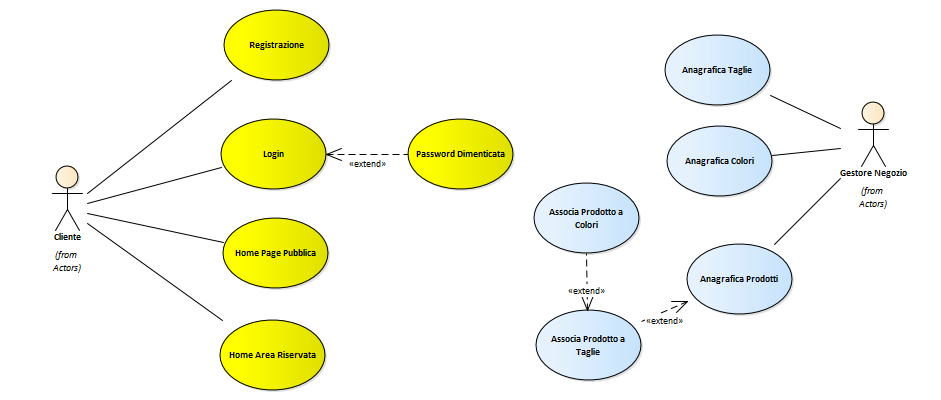 Registrazione
Login
«extend»
Password Dimenticata
Cliente
(from
Actors)
Home Page Pubblica
Home Area Riservata
Anagrafica Taglie
Anagrafica Colori
Gestore Negozio
(from
Actors)
Associa Prodotto a
Colori
Anagrafica Prodotti
«extend»
«extend»
Associa Prodotto a
Taglie